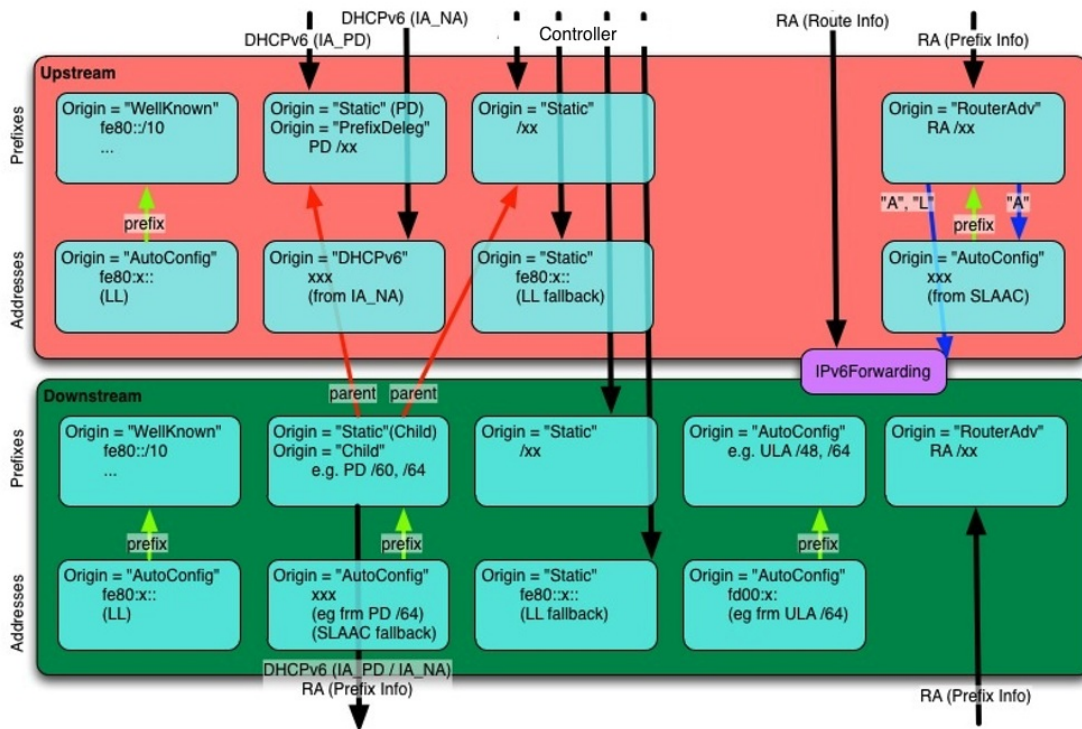 DHCPv6 (IA_NA)
DHCPv6 (IA_PD)
Controller
RA (Route Info)
RA (Prefix Info)
Upstream
Prefixes
Origin = "WellKnown"
fe80::/10
...
Origin = "Static" (PD)
Origin = "PrefixDeleg"
PD /xx
Origin = "Static"
/xx
Origin = "RouterAdv"
RA /xx
prefix
"A", "L"
prefix
"A"
Addresses
Origin = "AutoConfig"
fe80:x::
(LL)
Origin = "DHCPv6"
xxx
(from IA_NA)
Origin = "Static"
fe80:x::
(LL fallback)
Origin = "AutoConfig"
xxx
(from SLAAC)
IPv6Forwarding
Downstream
parent
parent
Prefixes
Origin = "WellKnown"
fe80::/10
...
Origin = "Static"(Child)
Origin = "Child"
e.g. PD /60, /64
Origin = "Static"
/xx
Origin = "AutoConfig"
e.g. ULA /48, /64
Origin = "RouterAdv"
RA /xx
prefix
prefix
prefix
Addresses
Origin = "AutoConfig"
fe80:x::
(LL)
Origin = "AutoConfig"
xxx
(eg frm PD /64)
(SLAAC fallback)
Origin = "Static"
fe80::x::
(LL fallback)
Origin = "AutoConfig"
fd00:x:
(eg frm ULA /64)
DHCPv6 (IA_PD / IA_NA)
RA (Prefix Info)
RA (Prefix Info)